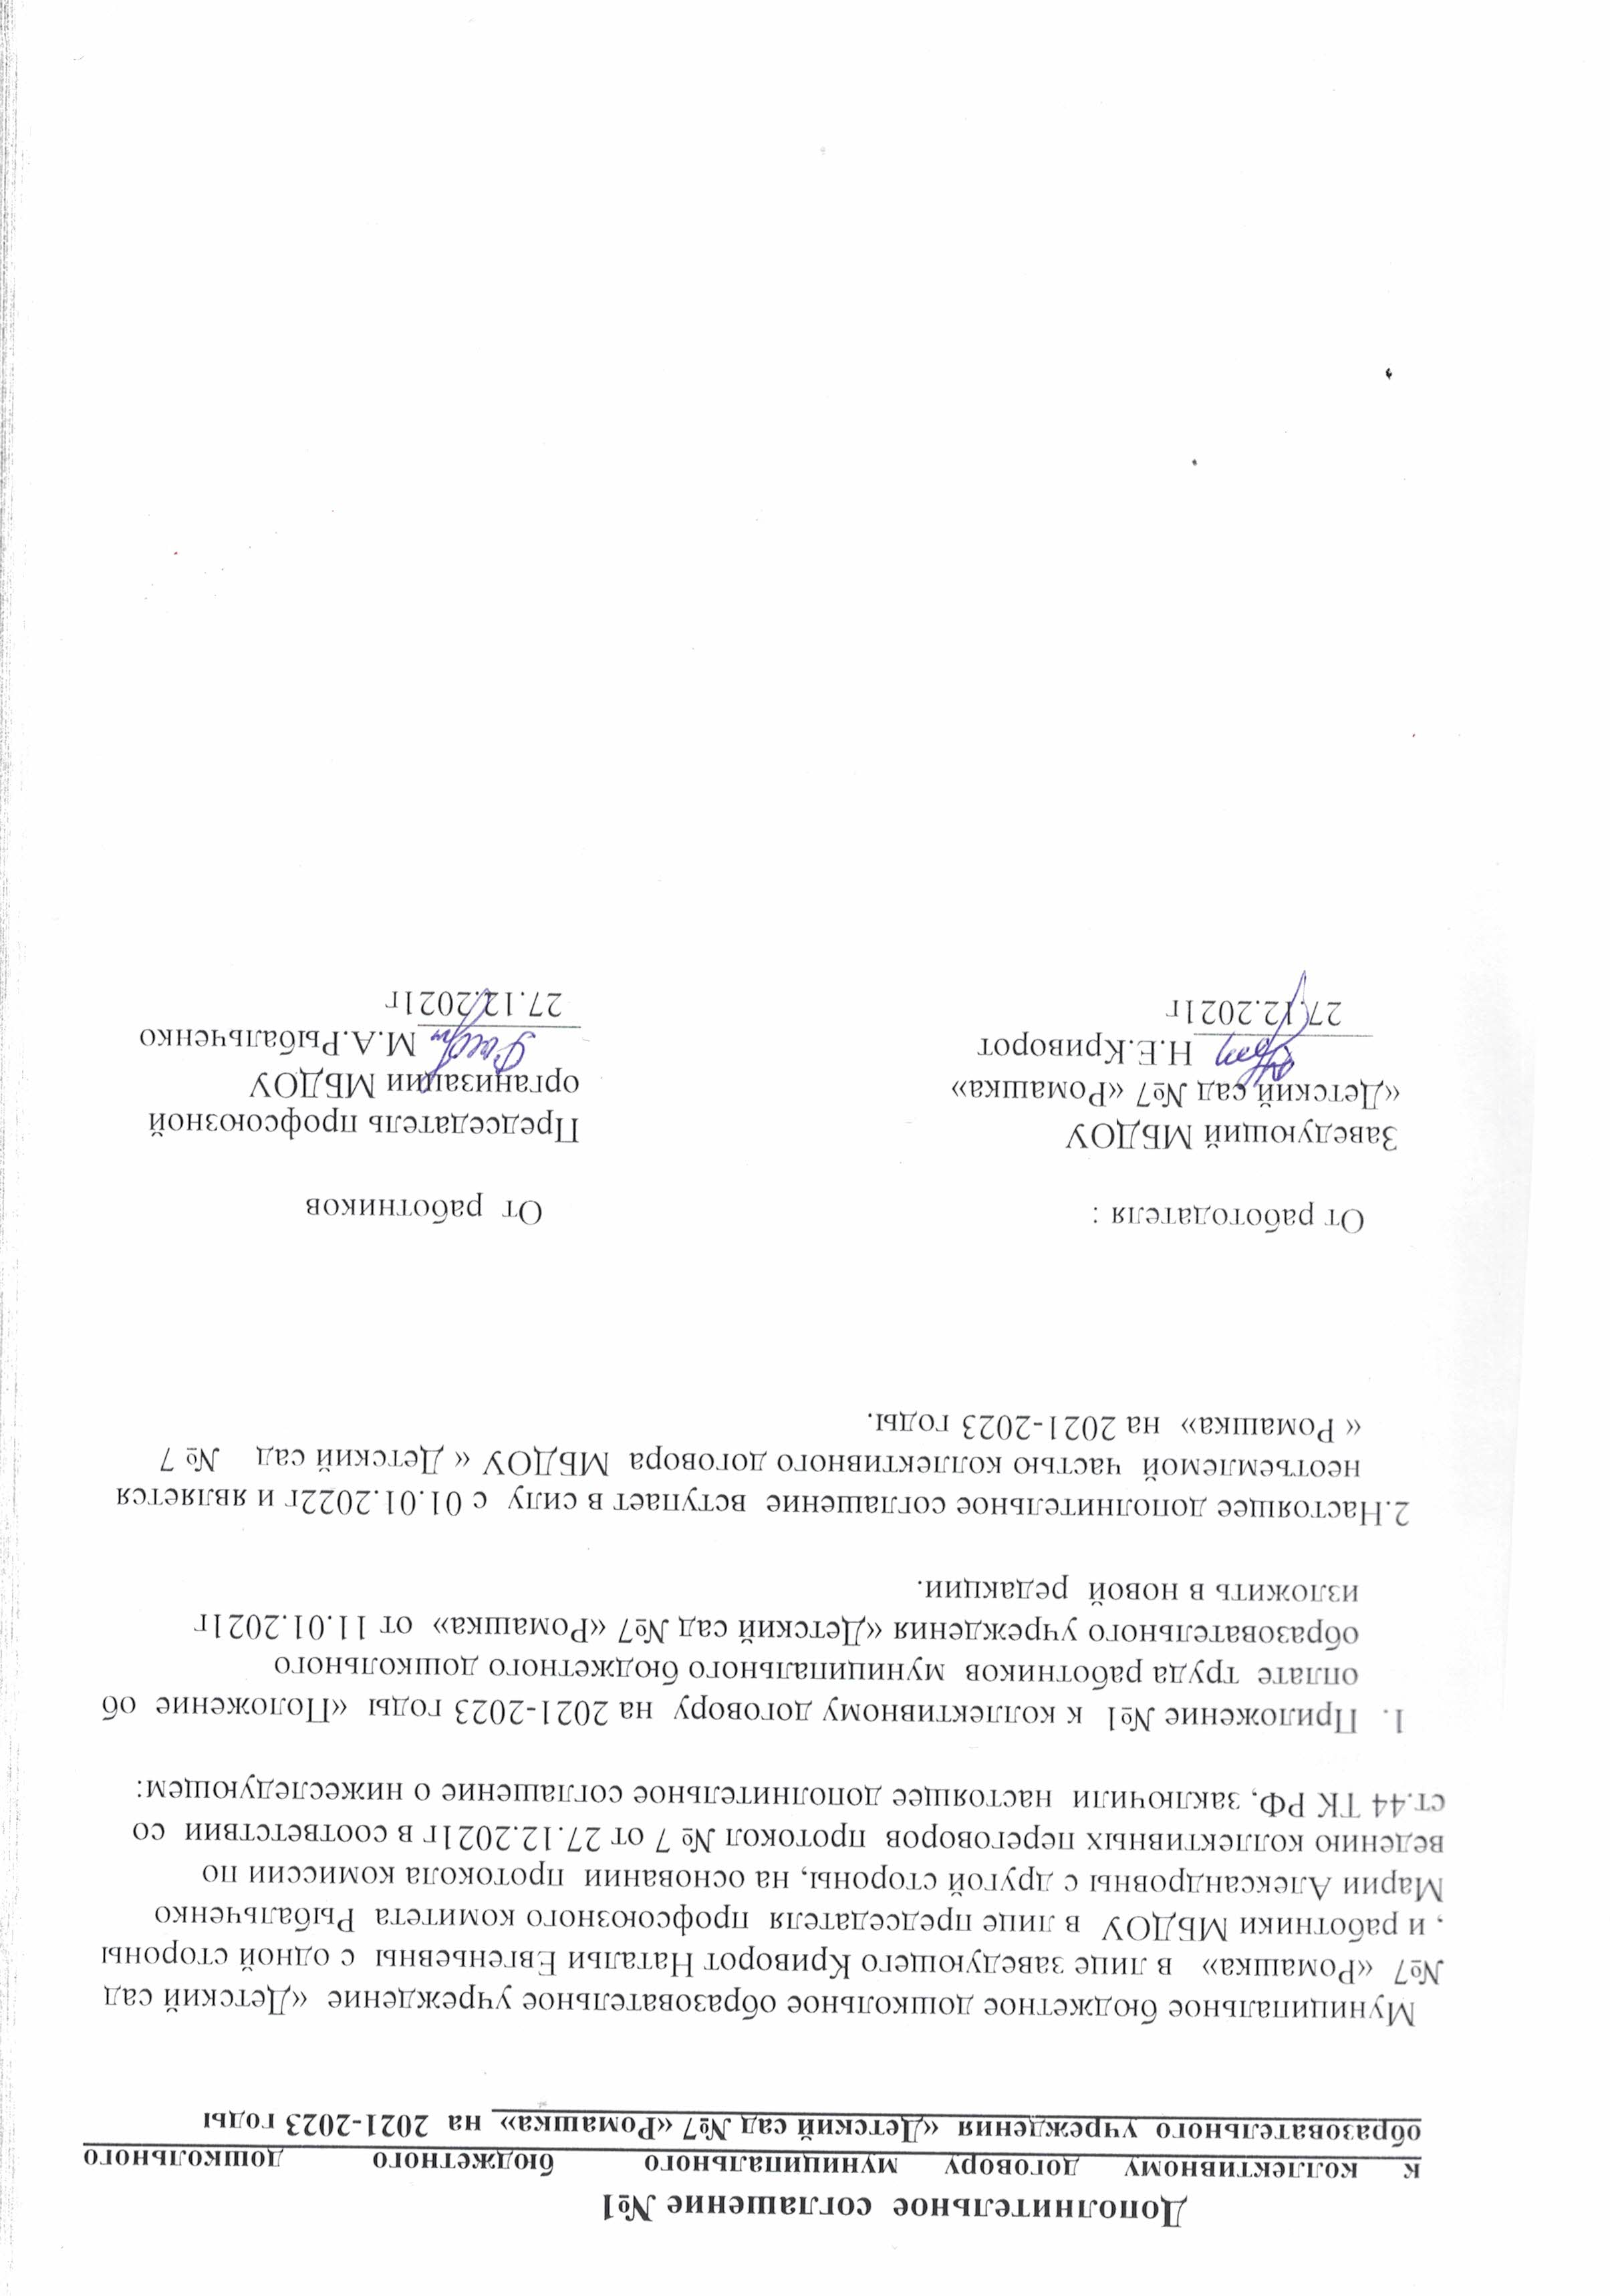 Дополнительное соглашение №1
к коллективному договору муниципального бюджетного дошкольного
образовательного учреждения «Детский сад №7 «Ромашка» на 2021-2023 годы
Муниципальное бюджетное дошкольное образовательное учреждение «Детский сад
№7 «Ромашка» в лице заведующего Криворот Натальи Евгеньевны с одной стороны
, и работники МБДОУ в лице председателя профсоюзного комитета Рыбальченко
Марии Александровны с другой стороны, на основании протокола комиссии по
ведению коллективных переговоров протокол № 7 от 27.12.2021г в соответствии со
ст.44 ТК РФ, заключили настоящее дополнительное соглашение о нижеследующем:
1. Приложение №1 к коллективному договору на 2021-2023 годы «Положение об
оплате труда работников муниципального бюджетного дошкольного
образовательного учреждения «Детский сад №7 «Ромашка» от 11.01.2021г
изложить в новой редакции.
2.Настоящее дополнительное соглашение вступает в силу с 01.01.2022г и является
неотъемлемой частью коллективного договора МБДОУ « Детский сад № 7
« Ромашка» на 2021-2023 годы.
От работодателя :
Заведующий МБДОУ
«Детский сад №7 «Ромашка»
Н.Е.Криворот
27.12.2021г
От работников
Председатель профсоюзной
организации МБДОУ
М.А.Рыбальченко
27.12.2021г